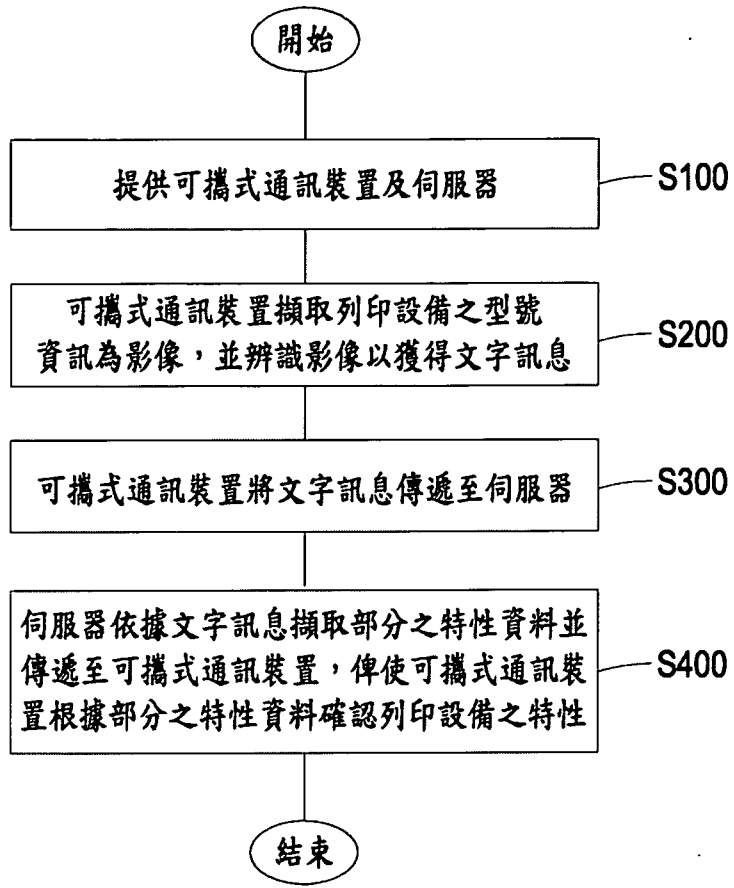 開始
提供可攜式通訊裝置及伺服器
S100
可攜式通訊裝置擷取列印設備之型號
資訊為影像，並辨識影像以獲得文字訊息
S200
可攜式通訊裝置將文字訊息傳遞至伺服器
S300
伺服器依據文字訊息擷取部分之特性資料並
傳遞至可攜式通訊裝置，俾使可攜式通訊裝
置根據部分之特性資料確認列印設備之特性
S400
結束